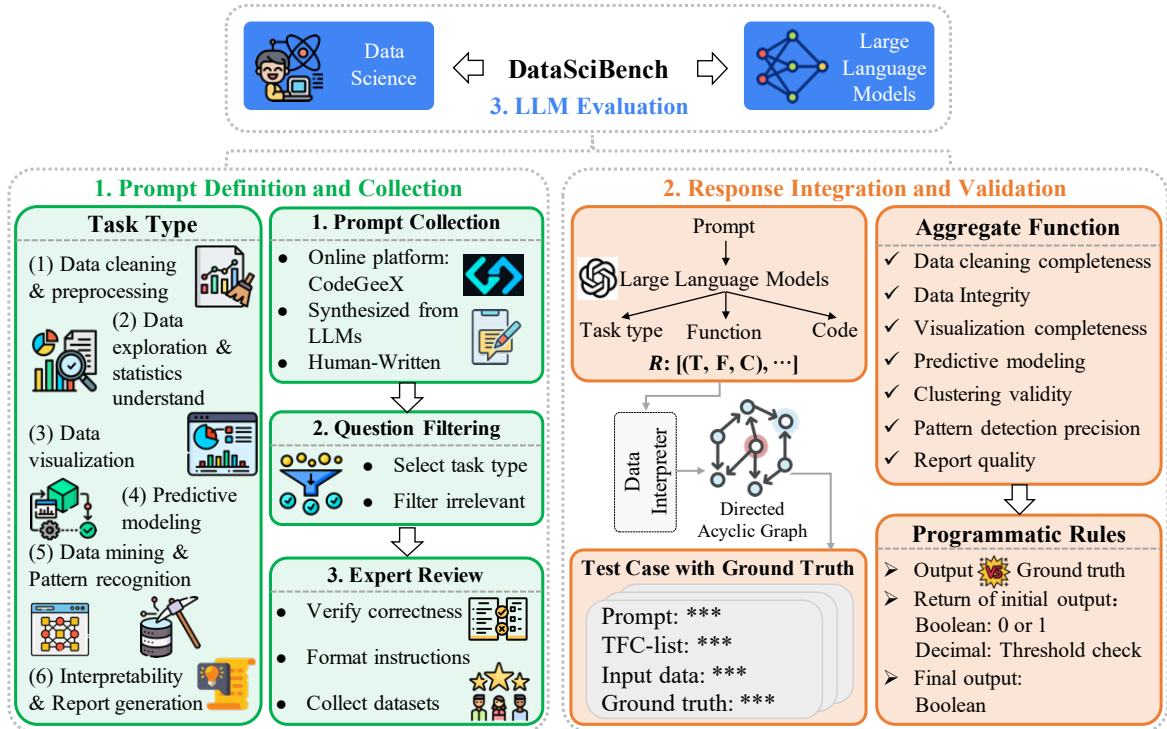 Data
Science
DataSciBench
3. LLM Evaluation
Large
Language
Models
1. Prompt Definition and Collection
Task Type
(1) Data cleaning
& preprocessing
(2) Data
exploration &
statistics
understand
(3) Data
visualization
(4) Predictive
modeling
(5) Data mining &
Pattern recognition
(6) Interpretability
& Report generation
1. Prompt Collection
● Online platform:
CodeGeeX
● Synthesized from
LLMs
● Human-Written
2. Question Filtering
● Select task type
● Filter irrelevant
3. Expert Review
● Verify correctness
● Format instructions
● Collect datasets
2. Response Integration and Validation
Prompt
Large Language Models
Task type Function Code
R: [(T, F, C), ⋯]
Data
Interpreter
Directed
Acyclic Graph
Test Case with Ground Truth
Prompt: ***
TFC-list: ***
Input data: ***
Ground truth: ***
Aggregate Function
✓ Data cleaning completeness
✓ Data Integrity
✓ Visualization completeness
✓ Predictive modeling
✓ Clustering validity
✓ Pattern detection precision
✓ Report quality
Programmatic Rules
➢ Output VS Ground truth
➢ Return of initial output：
Boolean: 0 or 1
Decimal: Threshold check
➢ Final output:
Boolean